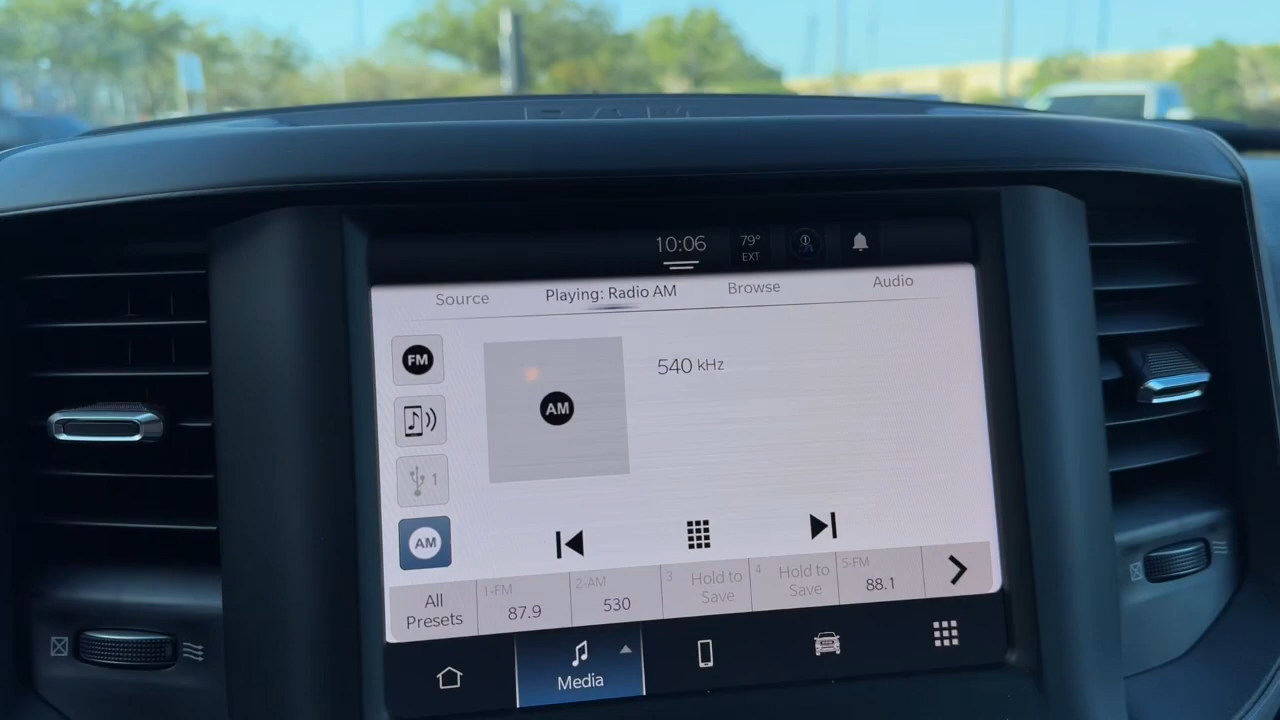 10:06
79°
EXT
Source
Playing: Radio AM
Browse
Audio
FM
AM
540 kHz
1
AM
All
Presets
1-FM
87.9
2-AM
530
3
Hold to
Save
4
Hold to
Save
5-FM
88.1
Media